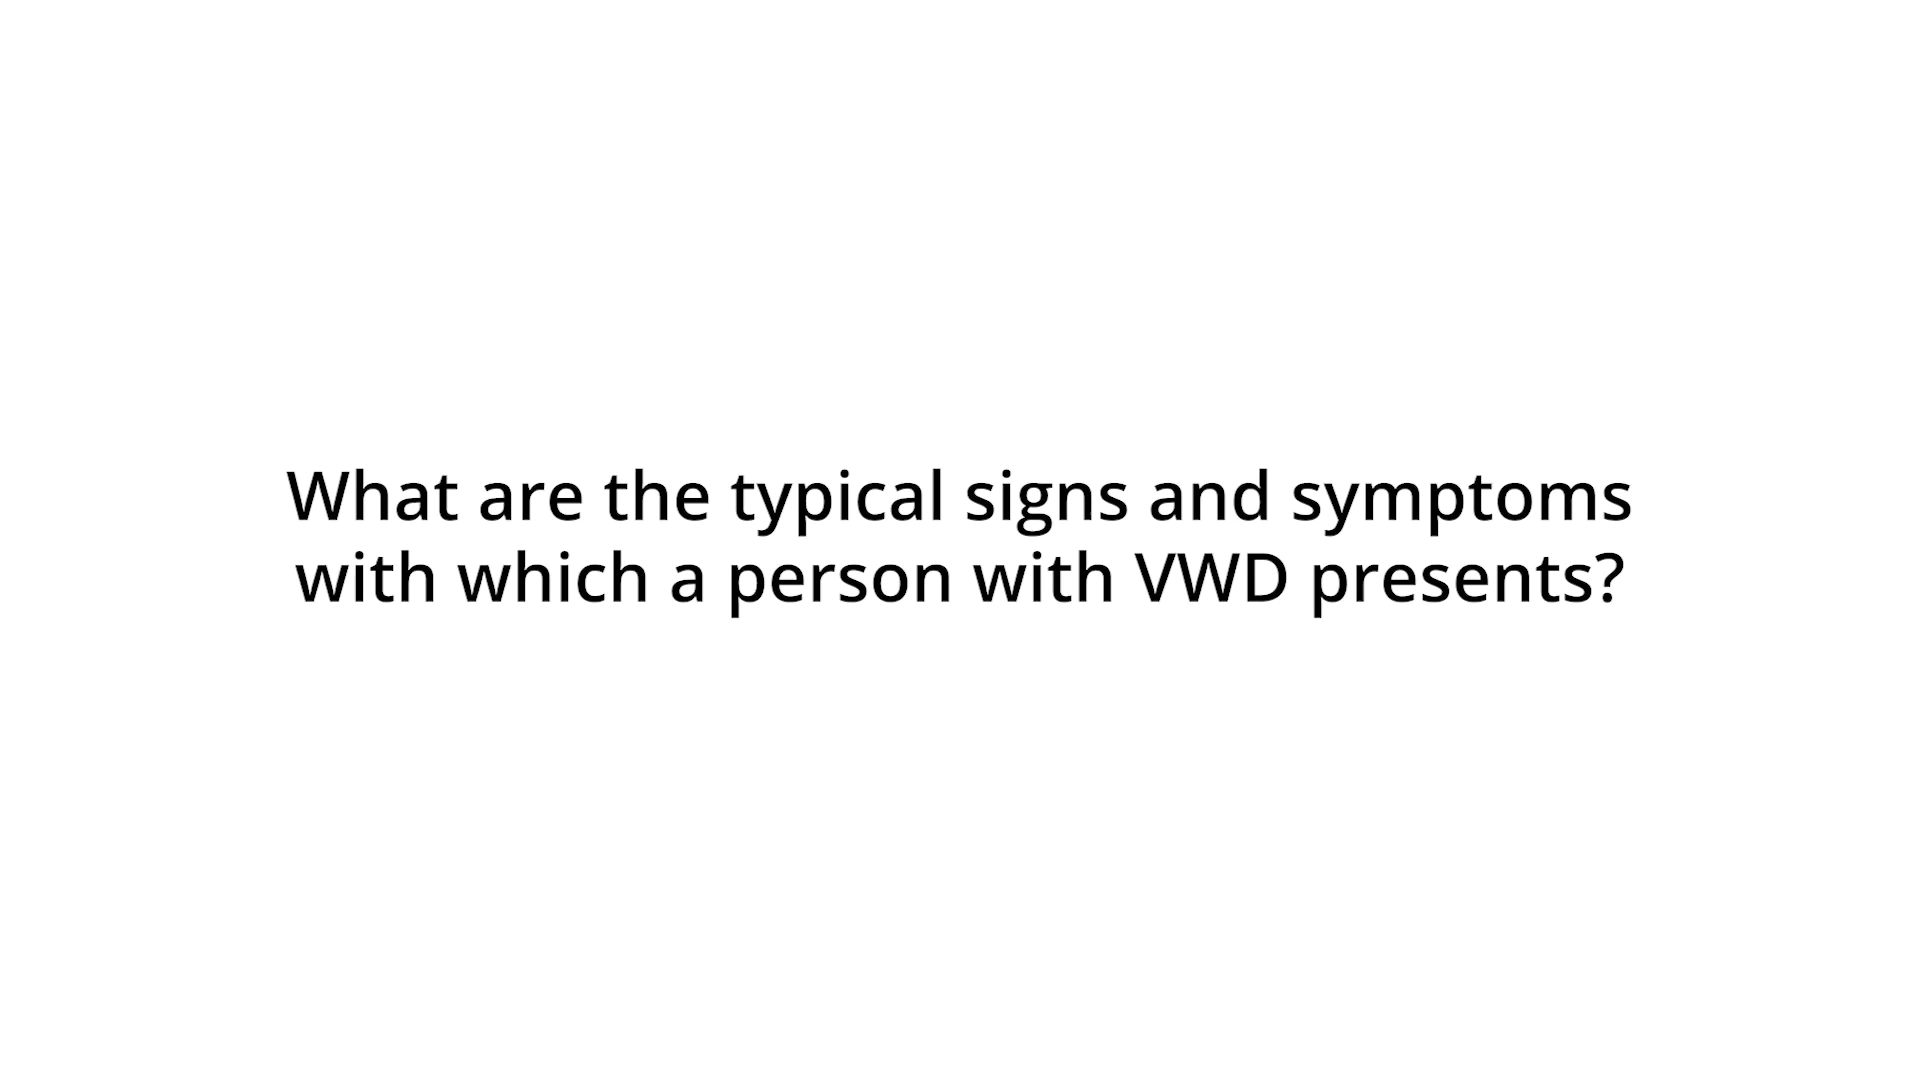 What are the typical signs and symptoms
with which a person with VWD presents?